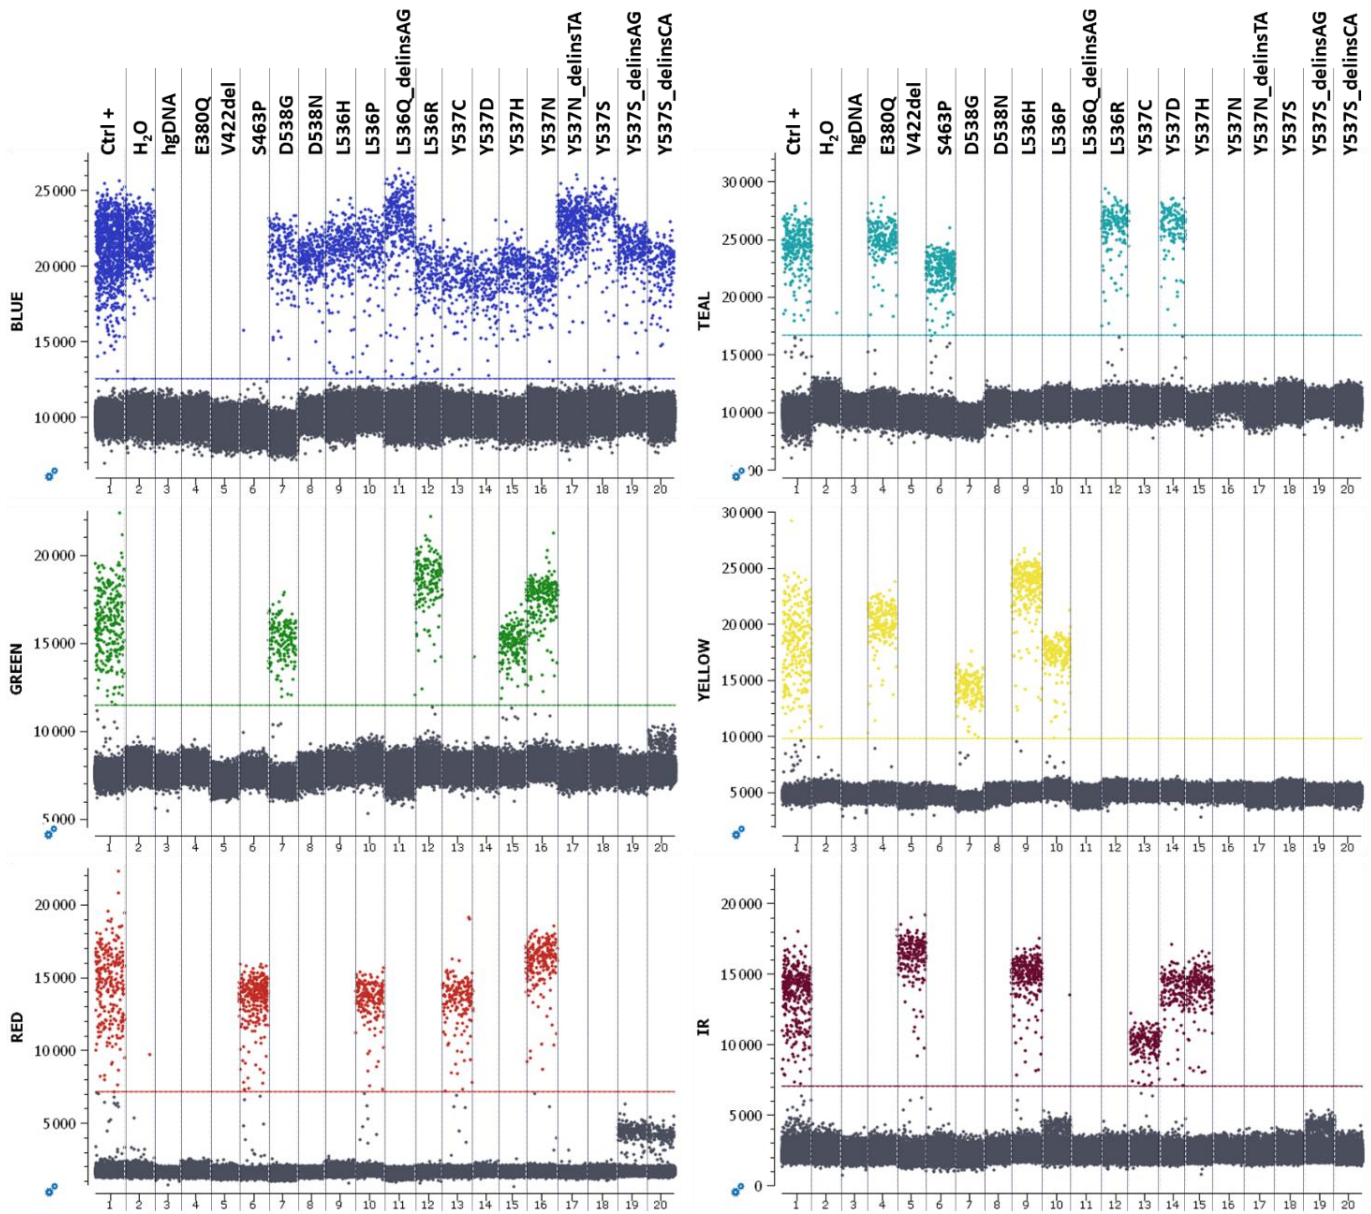 Ctrl +
H2O
hgDNA
E380Q
V422del
S463P
D538G
D538N
L536H
L536P
L536Q_delinsAG
L536R
Y537C
Y537D
Y537H
Y537N
Y537N_delinsTA
Y537S
Y537S_delinsAG
Y537S_delinsCA
Ctrl +
H2O
hgDNA
E380Q
V422del
S463P
D538G
D538N
L536H
L536P
L536Q_delinsAG
L536R
Y537C
Y537D
Y537H
Y537N
Y537N_delinsTA
Y537S
Y537S_delinsAG
Y537S_delinsCA
BLUE
25 000
20 000
15 000
10 000
1 2 3 4 5 6 7 8 9 10 11 12 13 14 15 16 17 18 19 20
TEAL
30 000
25 000
20 000
15 000
10 000
1 2 3 4 5 6 7 8 9 10 11 12 13 14 15 16 17 18 19 20
GREEN
20 000
15 000
10 000
5 000
1 2 3 4 5 6 7 8 9 10 11 12 13 14 15 16 17 18 19 20
YELLOW
30 000
25 000
20 000
15 000
10 000
5 000
1 2 3 4 5 6 7 8 9 10 11 12 13 14 15 16 17 18 19 20
RED
20 000
15 000
10 000
5 000
1 2 3 4 5 6 7 8 9 10 11 12 13 14 15 16 17 18 19 20
IR
20 000
15 000
10 000
5 000
0
1 2 3 4 5 6 7 8 9 10 11 12 13 14 15 16 17 18 19 20